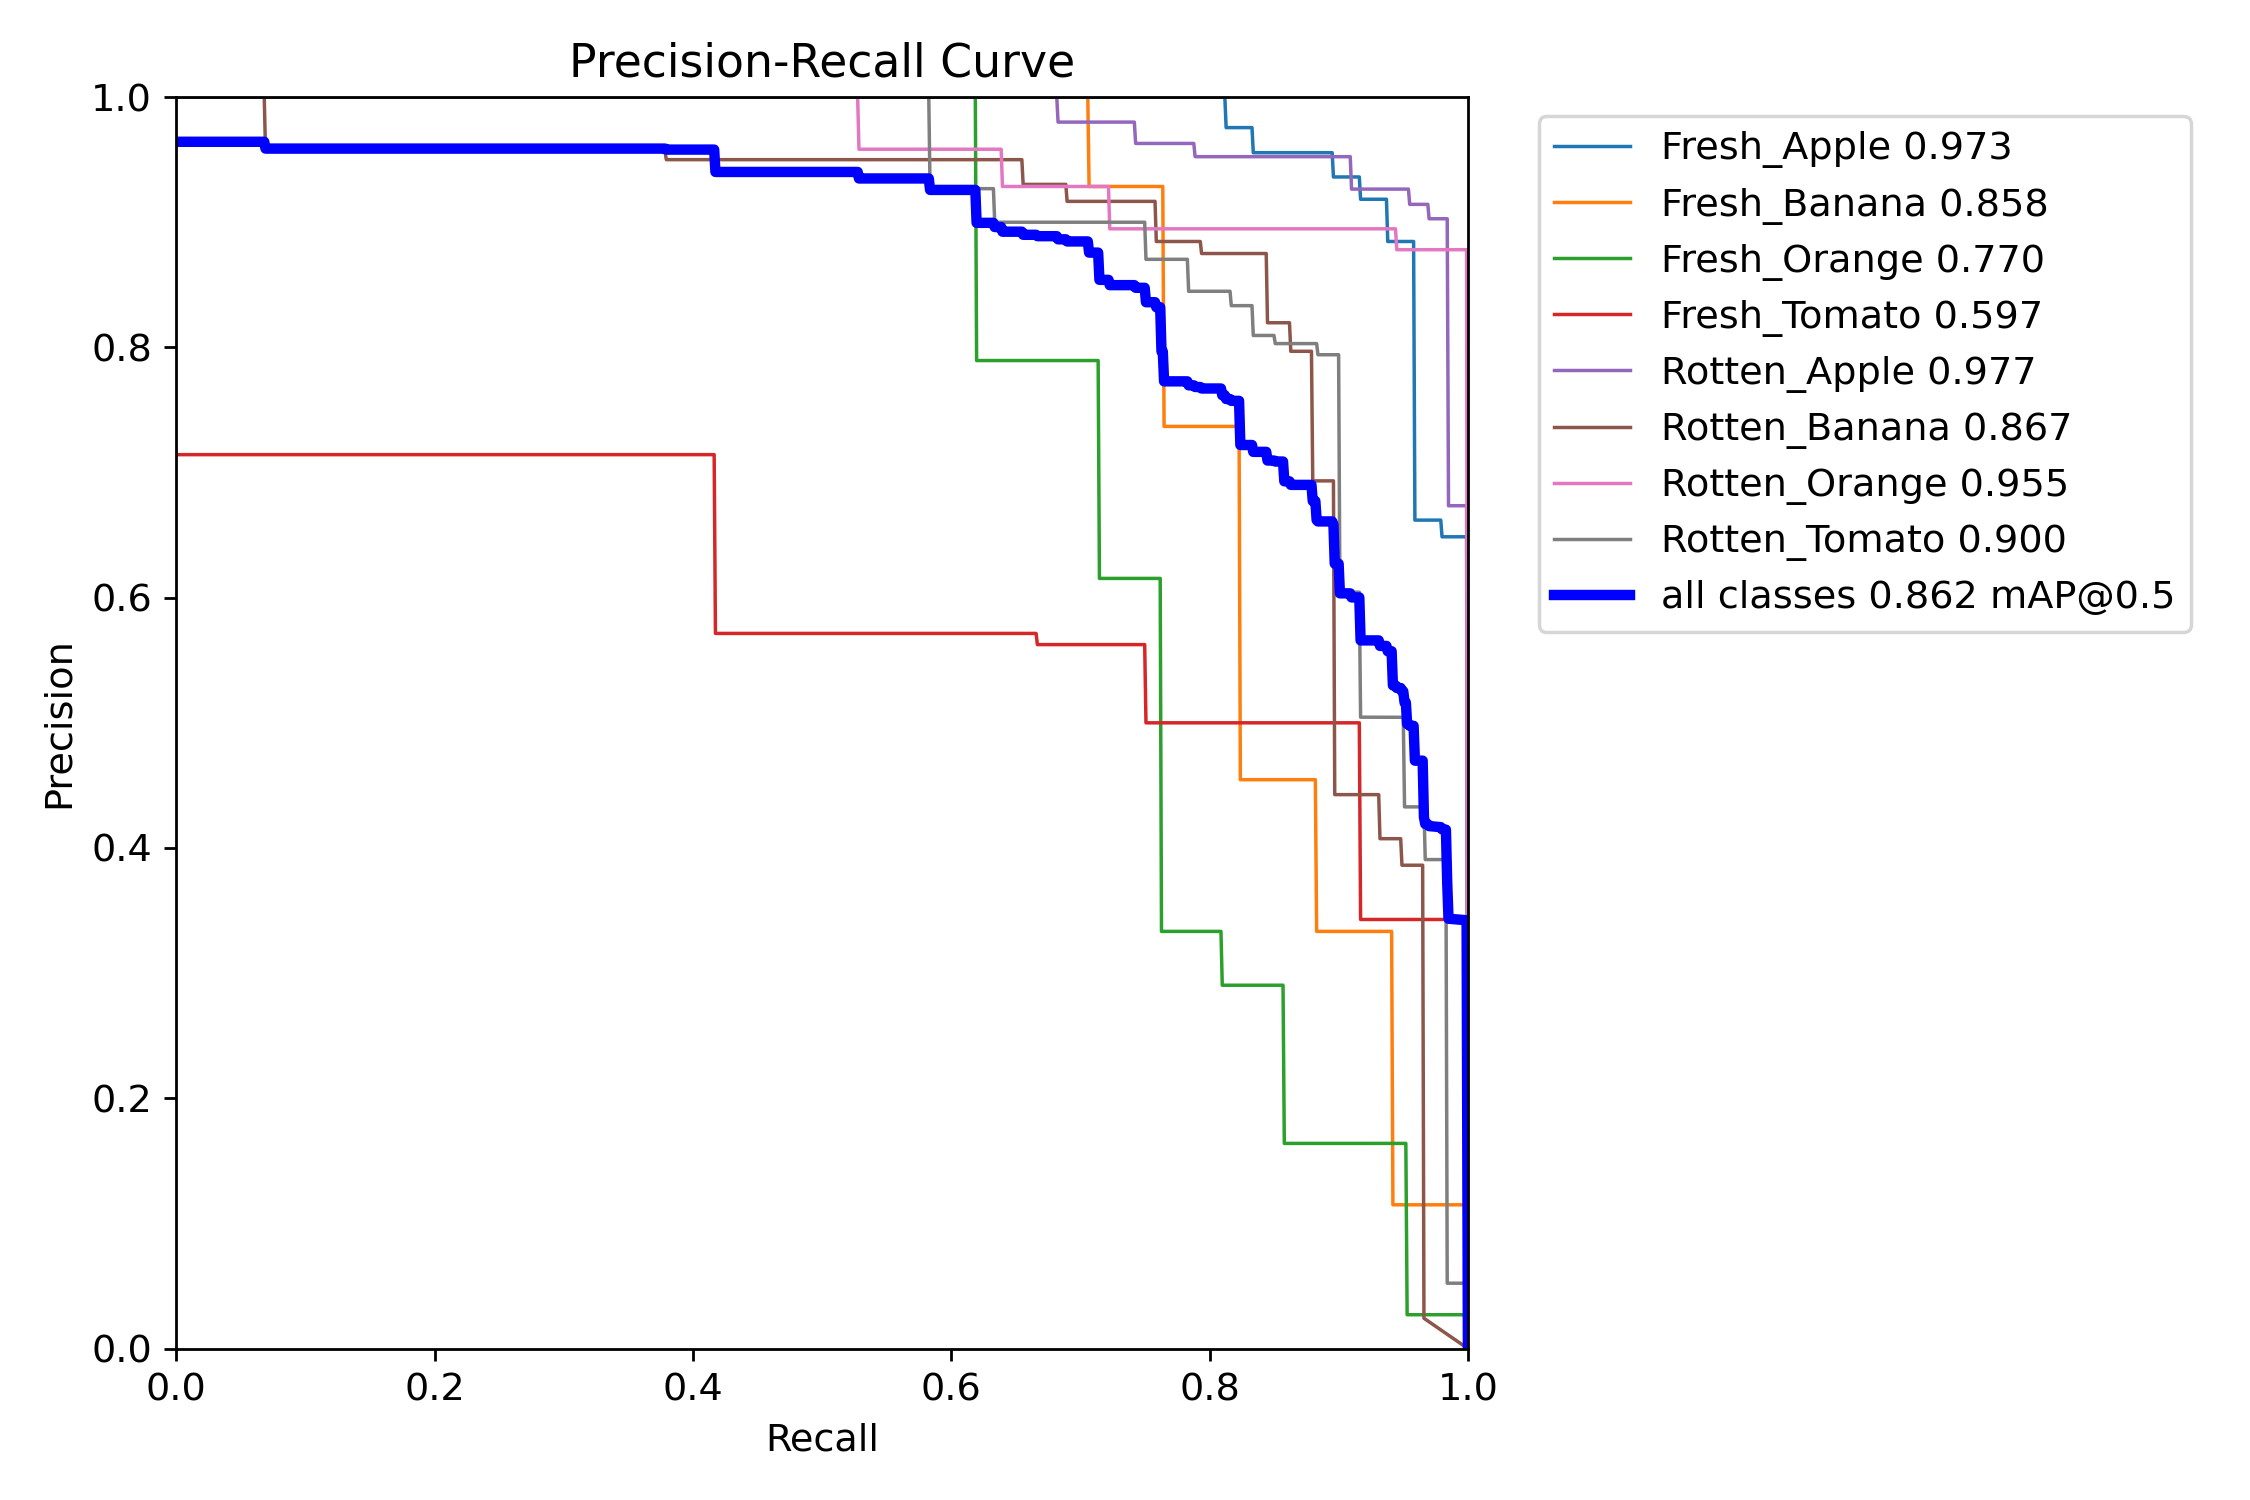 Precision-Recall Curve
1.0
0.8
0.6
0.4
0.2
0.0
Precision
0.0 0.2 0.4 0.6 0.8 1.0
Recall
Fresh_Apple 0.973
Fresh_Banana 0.858
Fresh_Orange 0.770
Fresh_Tomato 0.597
Rotten_Apple 0.977
Rotten_Banana 0.867
Rotten_Orange 0.955
Rotten_Tomato 0.900
all classes 0.862 mAP@0.5